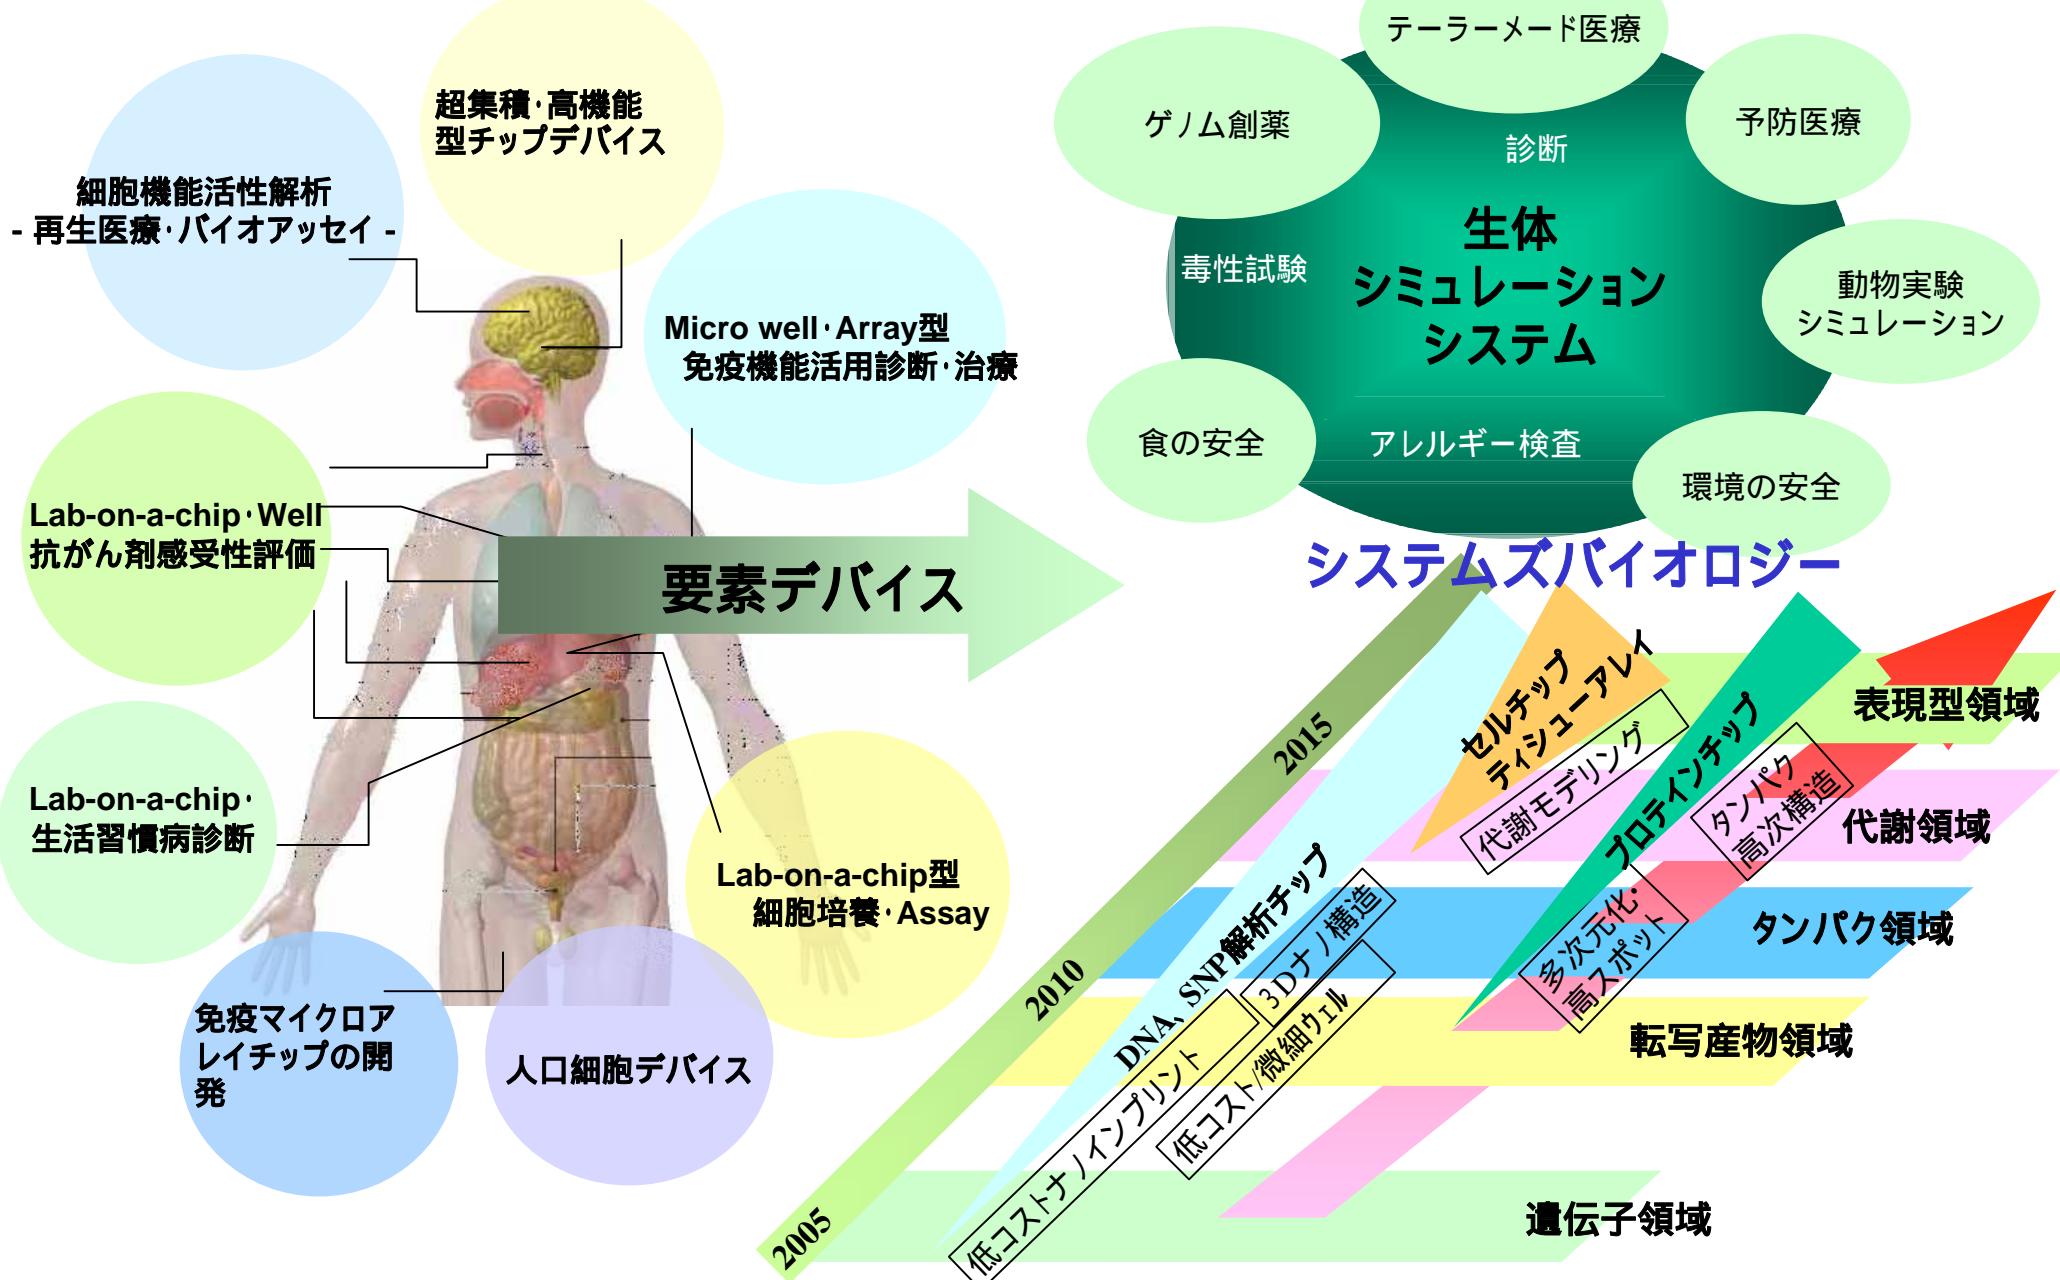 超集積・高機能
型チップデバイス
細胞機能活性解析
- 再生医療・バイオアッセイ -
Micro well・Array型
免疫機能活用診断・治療
Lab-on-a-chip・Well
抗がん剤感受性評価
要素デバイス
Lab-on-a-chip・
生活習慣病診断
Lab-on-a-chip型
細胞培養・Assay
免疫マイクロア
レイチップの開
発
人口細胞デバイス
テーラーメード医療
ゲノム創薬
予防医療
診断
生体
シミュレーション
システム
毒性試験
動物実験
シミュレーション
食の安全
アレルギー検査
環境の安全
システムズバイオロジー
2015
2010
2005
セルチップ
ティシューアレイ
代謝モデリング
プロテインチップ
タンパク
高次構造
DNA、SNP解析チップ
3Dナノ構造
多次元化・
高スポット
低コストナノインプリント
低コスト/微細ウェル
表現型領域
代謝領域
タンパク領域
転写産物領域
遺伝子領域